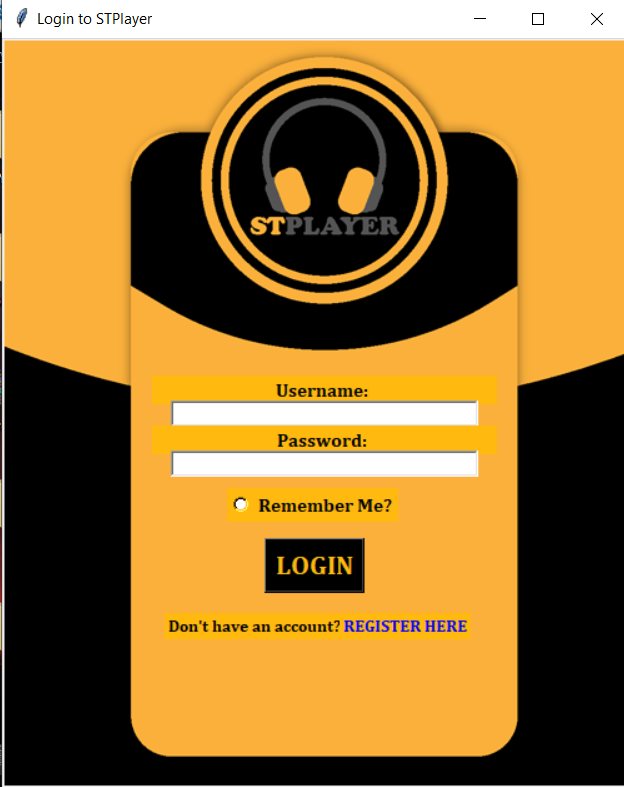 Login to STPlayer
STPLAYER
Username:
Password:
Remember Me?
LOGIN
Don't have an account? REGISTER HERE